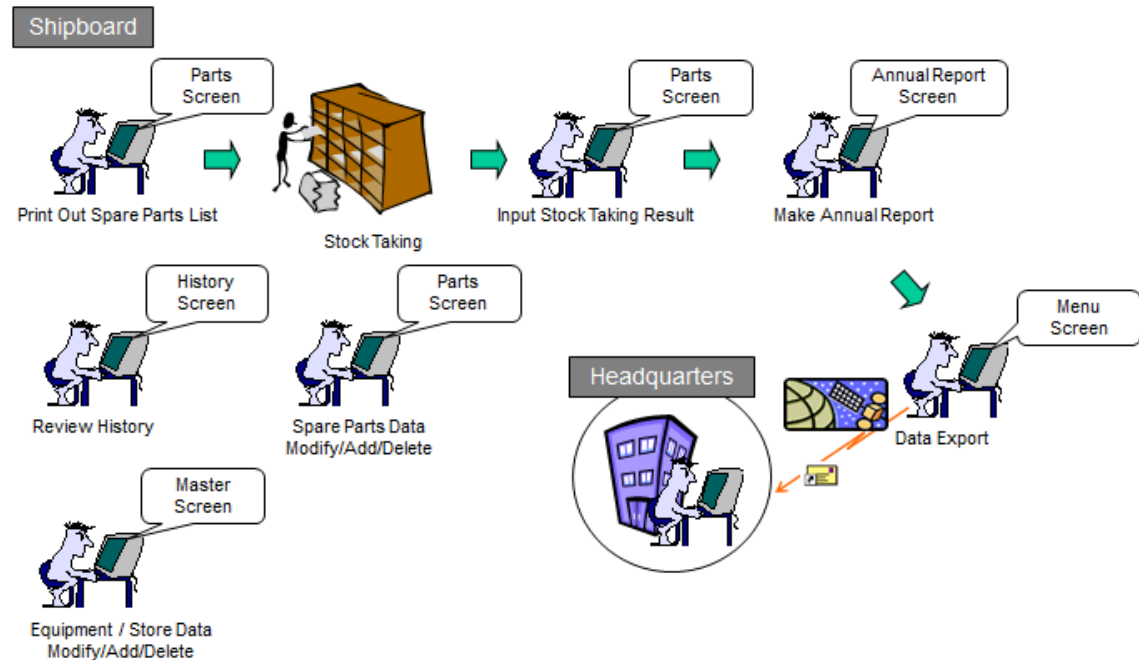 Shipboard
Parts
Screen
Print Out Spare Parts List
Stock Taking
Parts
Screen
Input Stock Taking Result
Annual Report
Screen
Make Annual Report
History
Screen
Review History
Parts
Screen
Spare Parts Data
Modify/Add/Delete
Menu
Screen
Data Export
Headquarters
Master
Screen
Equipment / Store Data
Modify/Add/Delete